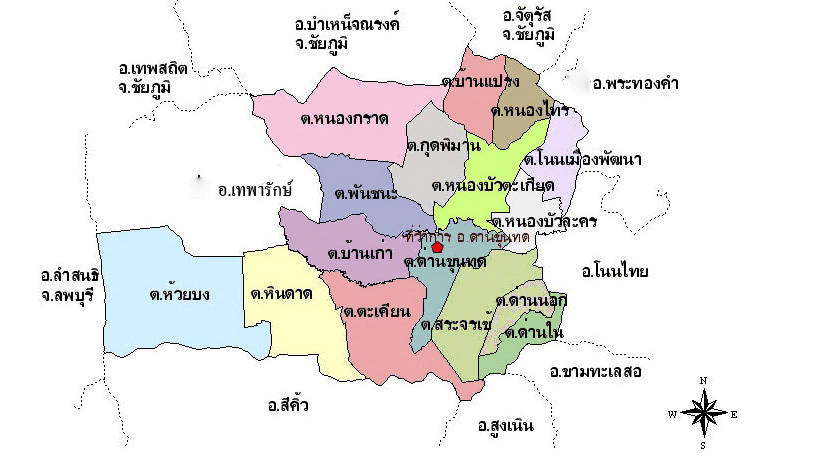 อ.บำเหน็จณรงค์
จ.ชัยภูมิ
อ.จัตุรัส
จ.ชัยภูมิ
อ.เทพสถิต
จ.ชัยภูมิ
ต.บ้านแปรง
อ.พระทองคำ
ต.หนองกราด
ต.หนองไทร
ต.กุดพิมาน
ต.โนนเมืองพัฒนา
อ.เทพารักษ์
ต.พันชนะ
ต.หนองบัวตะเกียด
ต.หนองบัวละคร
ที่ว่าการ อ.ด่านขุนทด
ต.บ้านเก่า
ต.ด่านขุนทด
อ.ลำสนธิ
จ.ลพบุรี
อ.โนนไทย
ต.ห้วยบง
ต.หินดาด
ต.ด่านนอก
ต.ตะเคียน
ต.สระจรเข้
ต.ด่านใน
อ.ขามทะเลสอ
อ.สีคิ้ว
อ.สูงเนิน
N
W
E
S